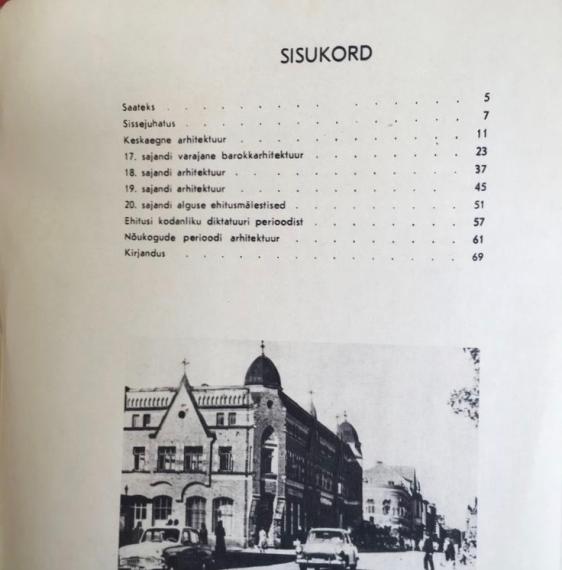 SISUKORD
Saateks . . . . . . . . . . . . . . . . 5
Sissejuhatus . . . . . . . . . . . . . . . 7
Keskaegne arhitektuur . . . . . . . . . . . . . 11
17. sajandi varajane barokkarhitektuur . . . . . . . . 23
18. sajandi arhitektuur . . . . . . . . . . . . . 37
19. sajandi arhitektuur . . . . . . . . . . . . . 45
20. sajandi alguse ehitusmälestised . . . . . . . . . 51
Ehitusi kodanliku diktatuuri perioodist . . . . . . . . 57
Nõukogude perioodi arhitektuur . . . . . . . . . 61
Kirjandus . . . . . . . . . . . . . . . 69